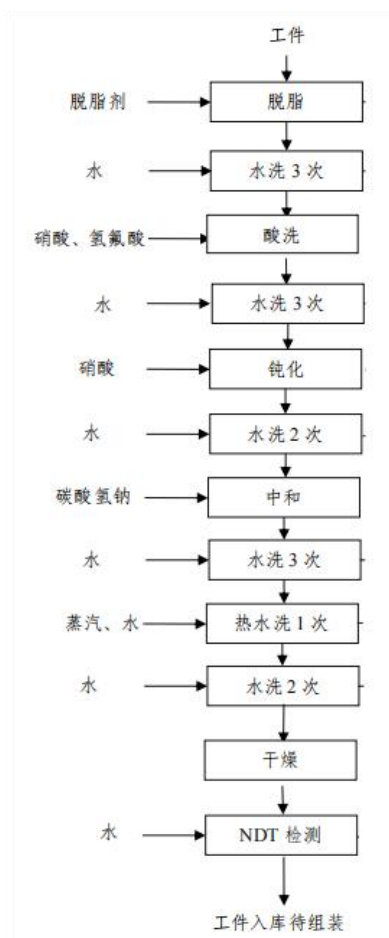 工件
脱脂剂 脱脂
水 水洗 3 次
硝酸、氢氟酸 酸洗
水 水洗 3 次
硝酸 钝化
水 水洗 2 次
碳酸氢钠 中和
水 水洗 3 次
蒸汽、水 热水洗 1 次
水 水洗 2 次
干燥
水 NDT 检测
工件入库待组装